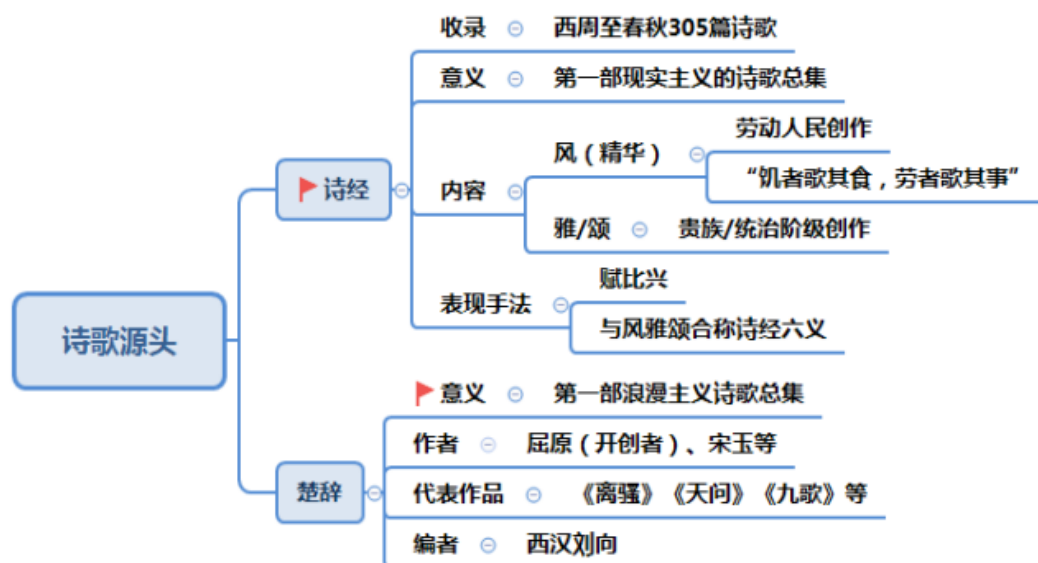 诗歌源头
诗经
收录
西周至春秋305篇诗歌
意义
第一部现实主义的诗歌总集
内容
风（精华）
劳动人民创作
“饥者歌其食，劳者歌其事”
雅/颂
贵族/统治阶级创作
表现手法
赋比兴
与风雅颂合称诗经六义
楚辞
意义
第一部浪漫主义诗歌总集
作者
屈原（开创者）、宋玉等
代表作品
《离骚》《天问》《九歌》等
编者
西汉刘向